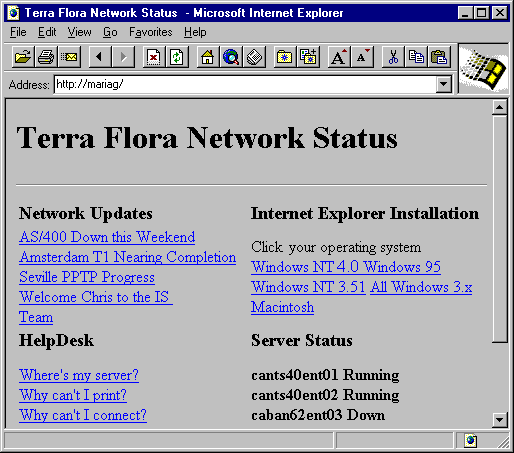 Terra Flora Network Status - Microsoft Internet Explorer
File Edit View Go Favorites Help
A A
Address: http://mariag/
Terra Flora Network Status
Network Updates
AS/400 Down this Weekend
Amsterdam T1 Nearing Completion
Seville PPTP Progress
Welcome Chris to the IS
Team
Internet Explorer Installation
Click your operating system
Windows NT 4.0 Windows 95
Windows NT 3.51 All Windows 3.x
Macintosh
HelpDesk
Where's my server?
Why can't I print?
Why can't I connect?
Server Status
cants40ent01 Running
cants40ent02 Running
caban62ent03 Down